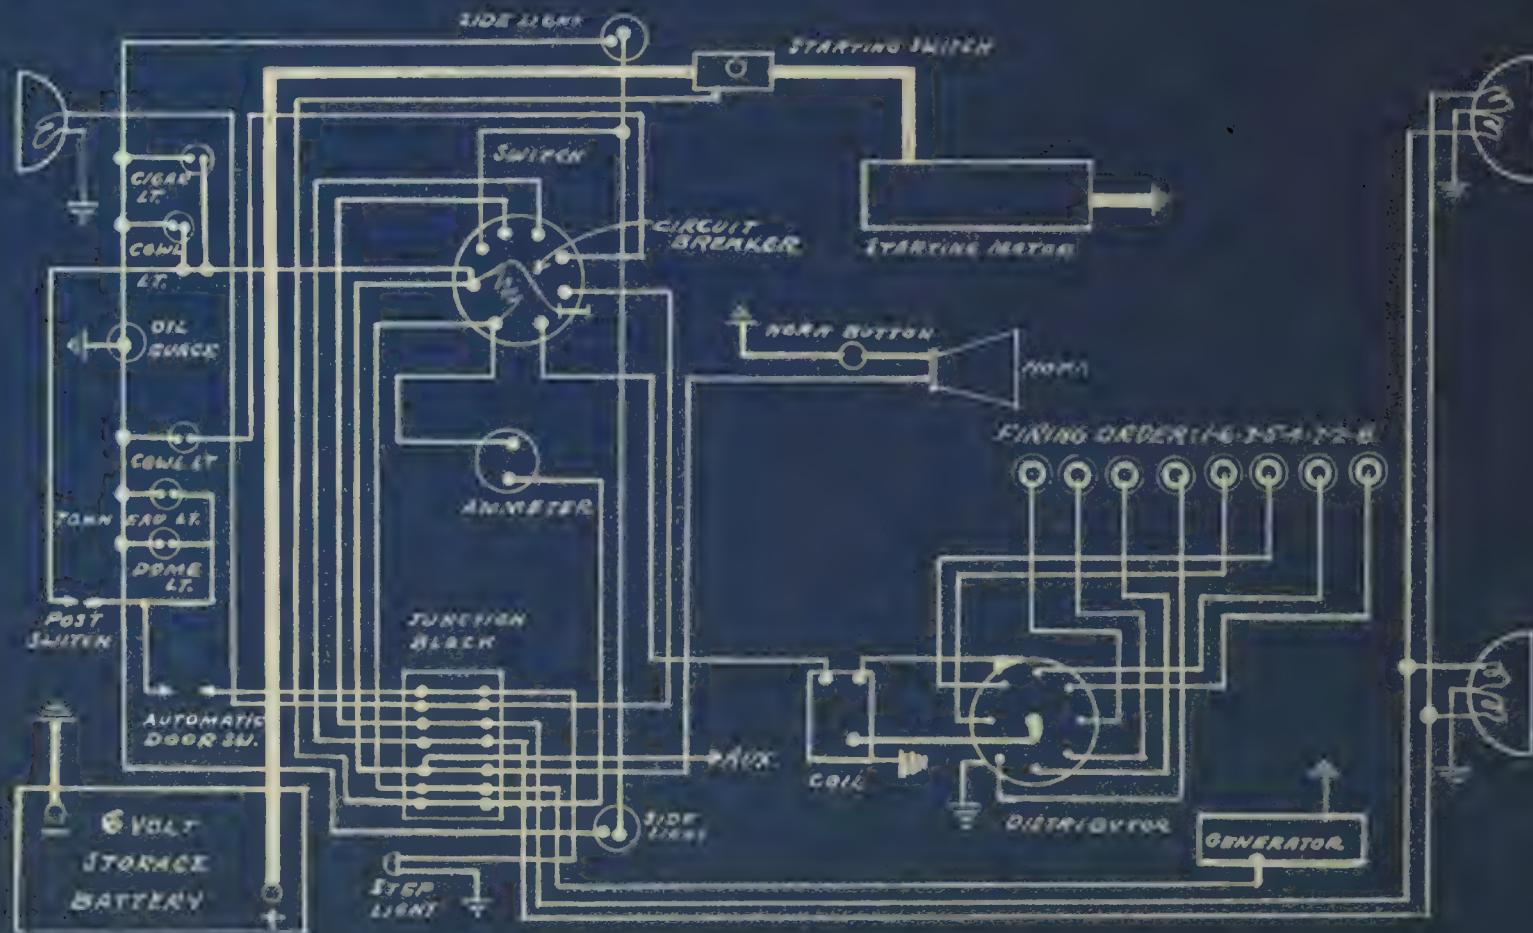 SIDE LIGHT
STARTING SWITCH
SWITCH
CIGAR
LT.
CIRCUIT
BREAKER
COWL
LT.
STARTING MOTOR
OIL
GUAGE
HORN BUTTON
HORN
FIRING ORDER
COWL LT
AMMETER
LT.
DOME
LT.
POST
SWITCH
JUNCTION
BLOCK
AUTOMATIC
DOOR SW.
AUX.
COIL
SIDE
LIGHT
DISTRIBUTOR
GENERATOR
6 VOLT
STORAGE
BATTERY
STEP
LIGHT
+